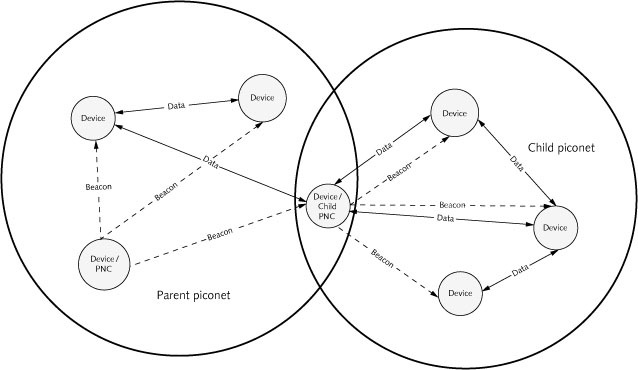 Device
Data
Device
Data
Beacon
Beacon
Device /
PNC
Beacon
Parent piconet
Device /
Child
PNC
Data
Beacon
Device
Data
Child piconet
Beacon
Data
Device
Beacon
Data
Device